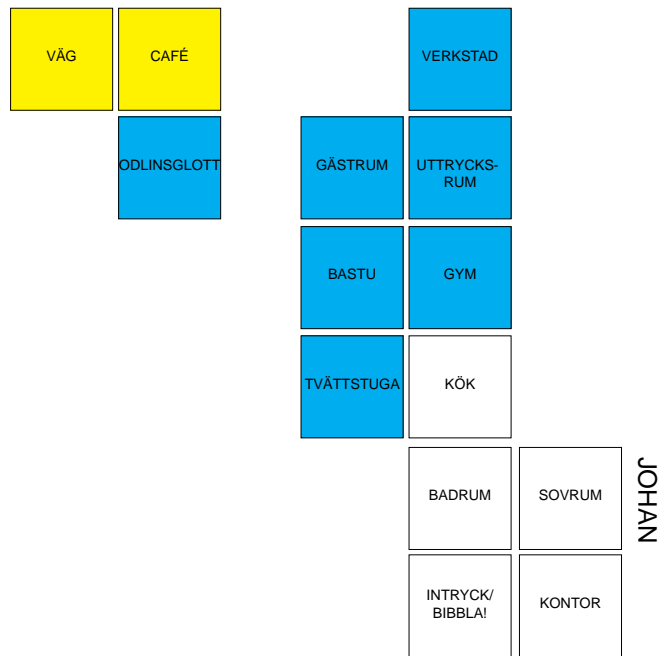 VÄG
CAFÉ
VERKSTAD
ODLINSGLOTT
GÄSTRUM
UTTRYCKS-
RUM
BASTU
GYM
TVÄTTSTUGA
KÖK
BADRUM
SOVRUM
JOHAN
INTRYCK/
BIBBLA!
KONTOR